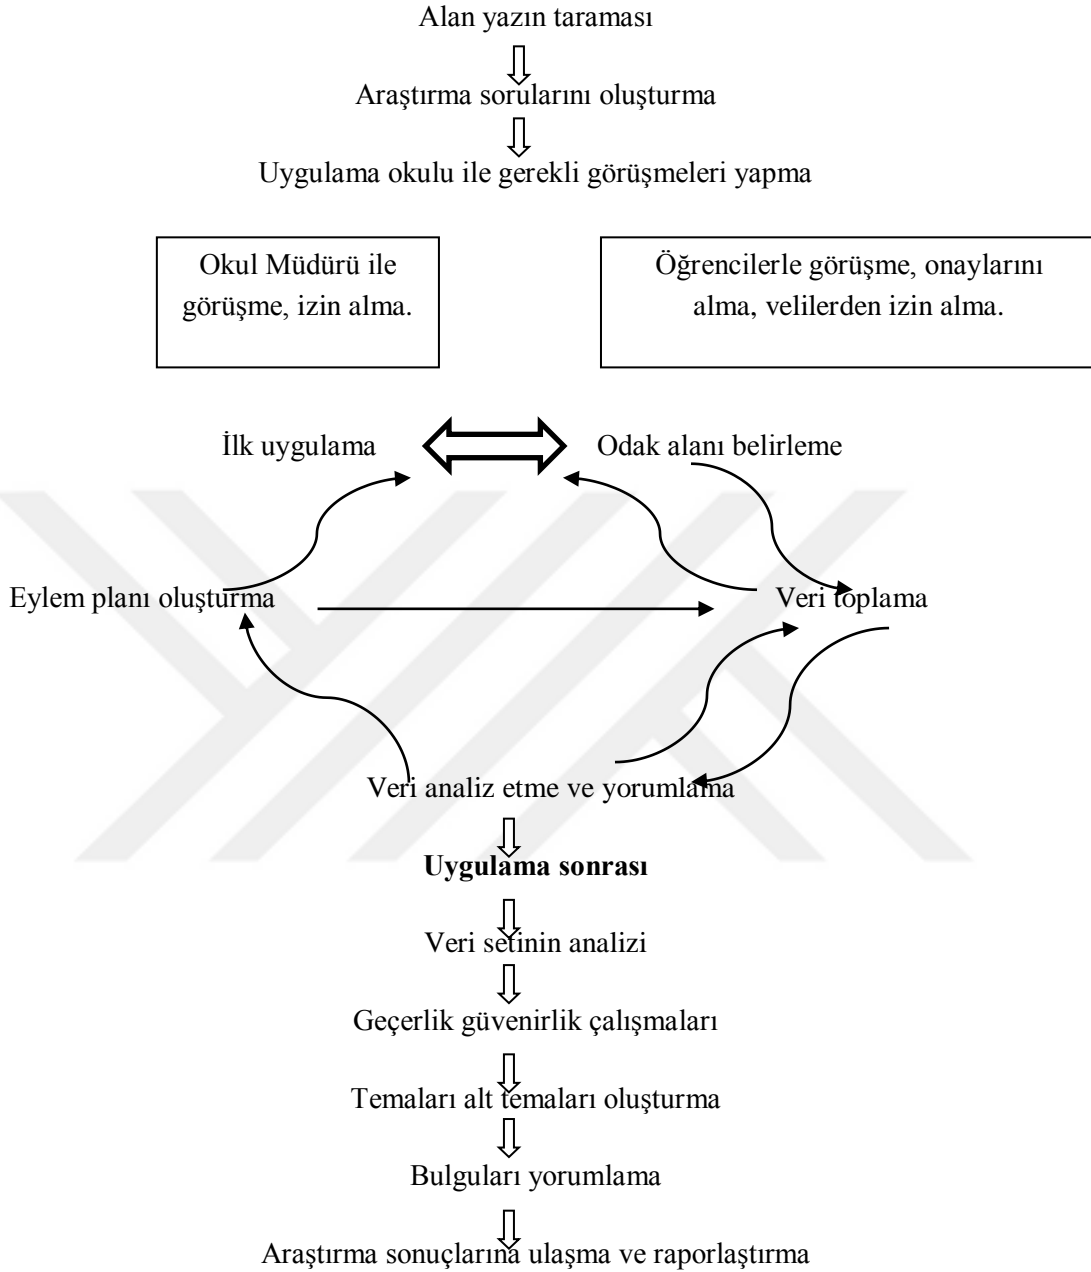 Alan yazın taraması
Araştırma sorularını oluşturma
Uygulama okulu ile gerekli görüşmeleri yapma
Okul Müdürü ile
görüşme, izin alma.
Öğrencilerle görüşme, onaylarını
alma, velilerden izin alma.
İlk uygulama
Odak alanı belirleme
Eylem planı oluşturma
Veri toplama
Veri analiz etme ve yorumlama
Uygulama sonrası
Veri setinin analizi
Geçerlik güvenirlik çalışmaları
Temaları alt temaları oluşturma
Bulguları yorumlama
Araştırma sonuçlarına ulaşma ve raporlaştırma